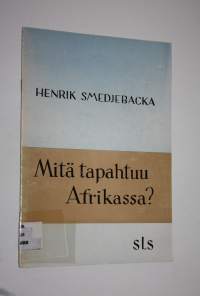 HENRIK SMEDJEBACKA
Mitä tapahtuu
Afrikassa?
sls